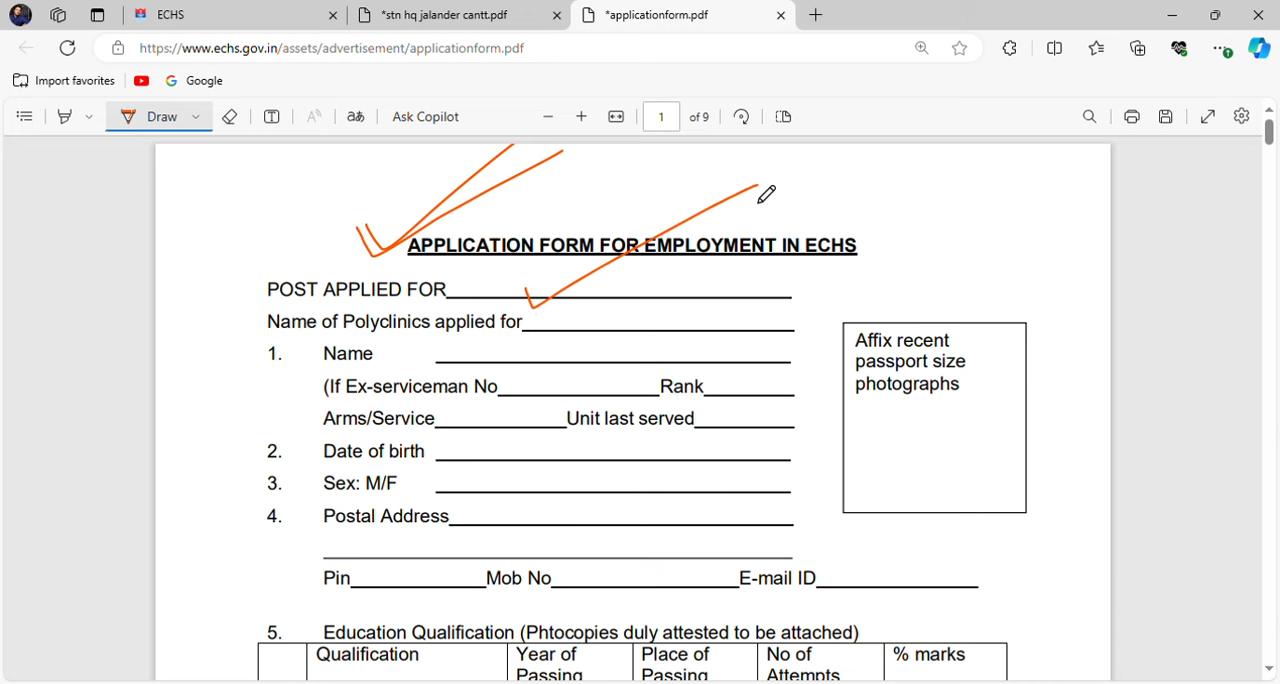 ECHS
*stn hq jalander cantt.pdf
*applicationform.pdf
https://www.echs.gov.in/assets/advertisement/applicationform.pdf
Import favorites
Google
Draw
aあ
Ask Copilot
1 of 9
APPLICATION FORM FOR EMPLOYMENT IN ECHS
POST APPLIED FOR
Name of Polyclinics applied for
Affix recent
passport size
photographs
1. Name
(If Ex-serviceman No Rank
Arms/Service Unit last served
2. Date of birth
3. Sex: M/F
4. Postal Address
Pin Mob No E-mail ID
5. Education Qualification (Phtocopies duly attested to be attached)
Qualification Year of Place of No of % marks
Passing Passing Attempts